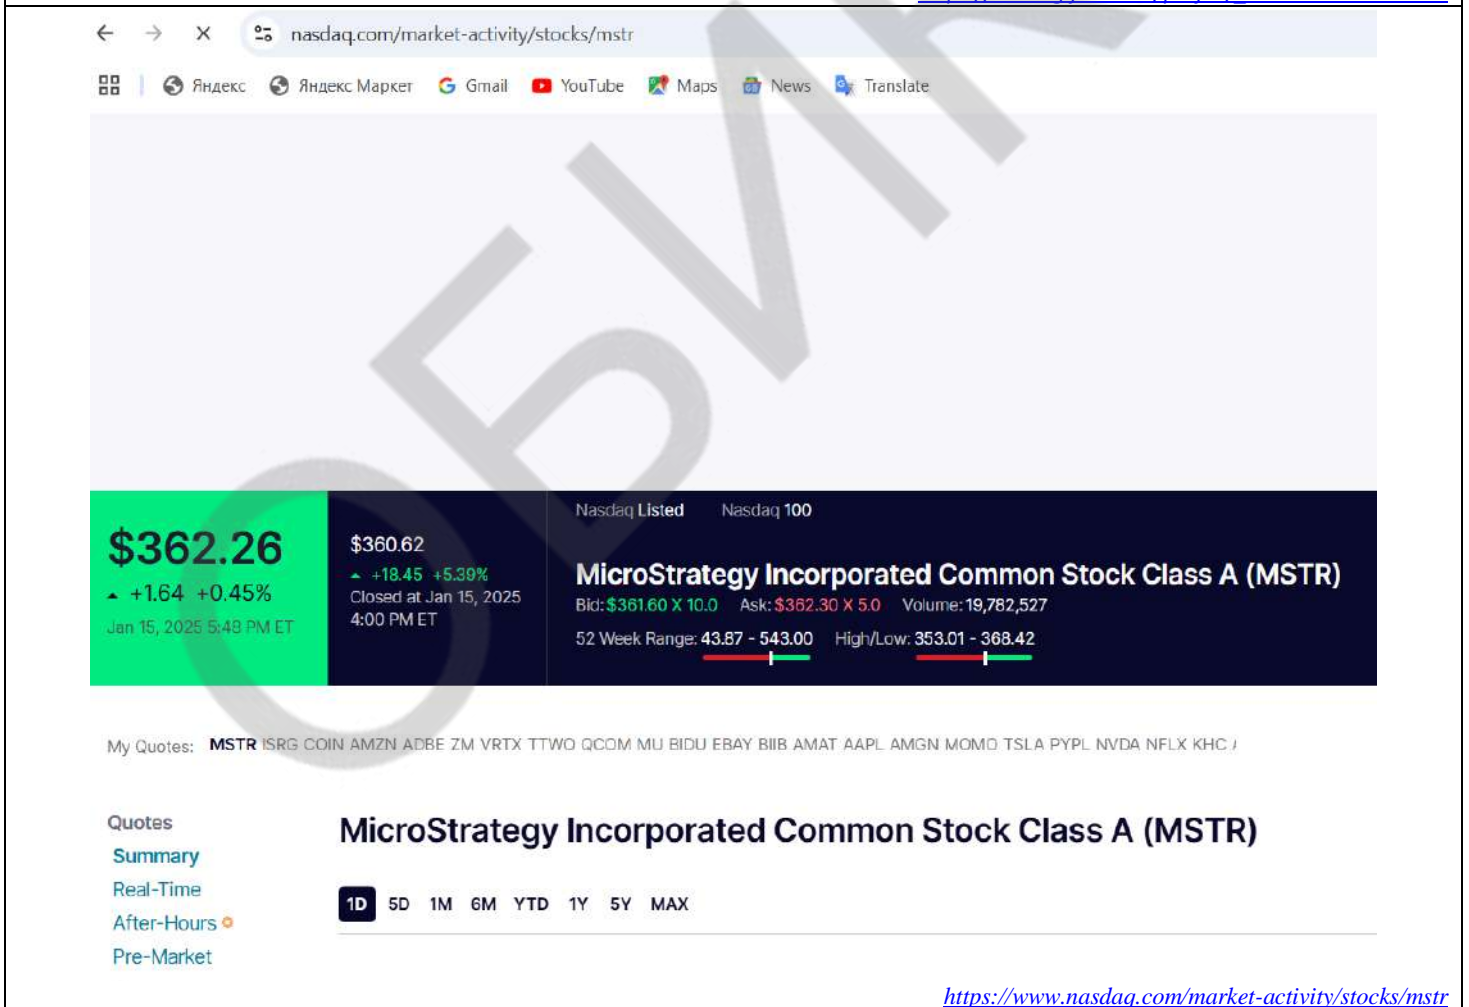 nasdaq.com/market-activity/stocks/mstr
Яндекс Яндекс Маркет Gmail YouTube Maps News Translate
ОБИК
$362.26
+1.64 +0.45%
Jan 15, 2025 5:48 PM ET
$360.62
+18.45 +5.39%
Closed at Jan 15, 2025
4:00 PM ET
Nasdaq Listed Nasdaq 100
MicroStrategy Incorporated Common Stock Class A (MSTR)
Bid: $361.60 X 10.0 Ask: $362.30 X 5.0 Volume: 19,782,527
52 Week Range: 43.87 - 543.00 High/Low: 353.01 - 368.42
My Quotes: MSTR ISRG COIN AMZN ADBE ZM VRTX TTWO QCOM MU BIDU EBAY BIIB AMAT AAPL AMGN MOMO TSLA PYPL NVDA NFLX KHC
Quotes
Summary
Real-Time
After-Hours
Pre-Market
MicroStrategy Incorporated Common Stock Class A (MSTR)
1D 5D 1M 6M YTD 1Y 5Y MAX
https://www.nasdaq.com/market-activity/stocks/mstr